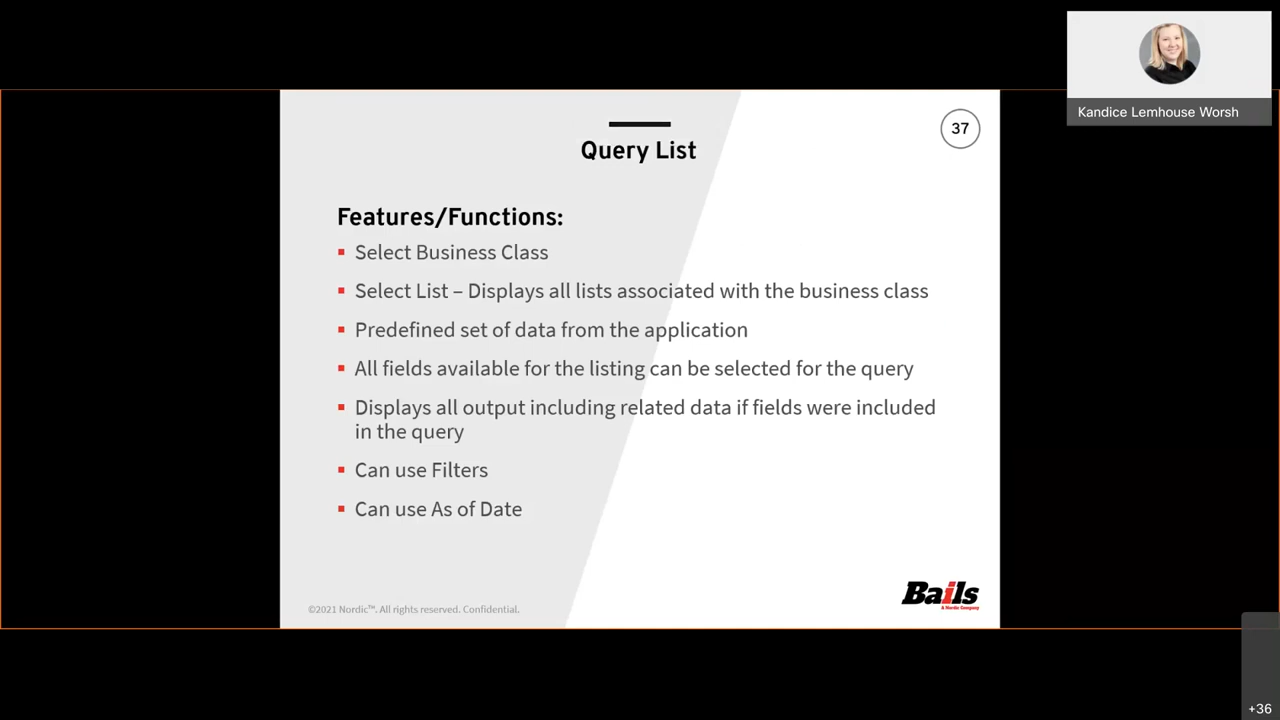 Kandice Lemhouse Worsh
37
Query List
Features/Functions:
Select Business Class
Select List – Displays all lists associated with the business class
Predefined set of data from the application
All fields available for the listing can be selected for the query
Displays all output including related data if fields were included
in the query
Can use Filters
Can use As of Date
©2021 Nordic™. All rights reserved. Confidential.
Bails
A Nordic Company
+36